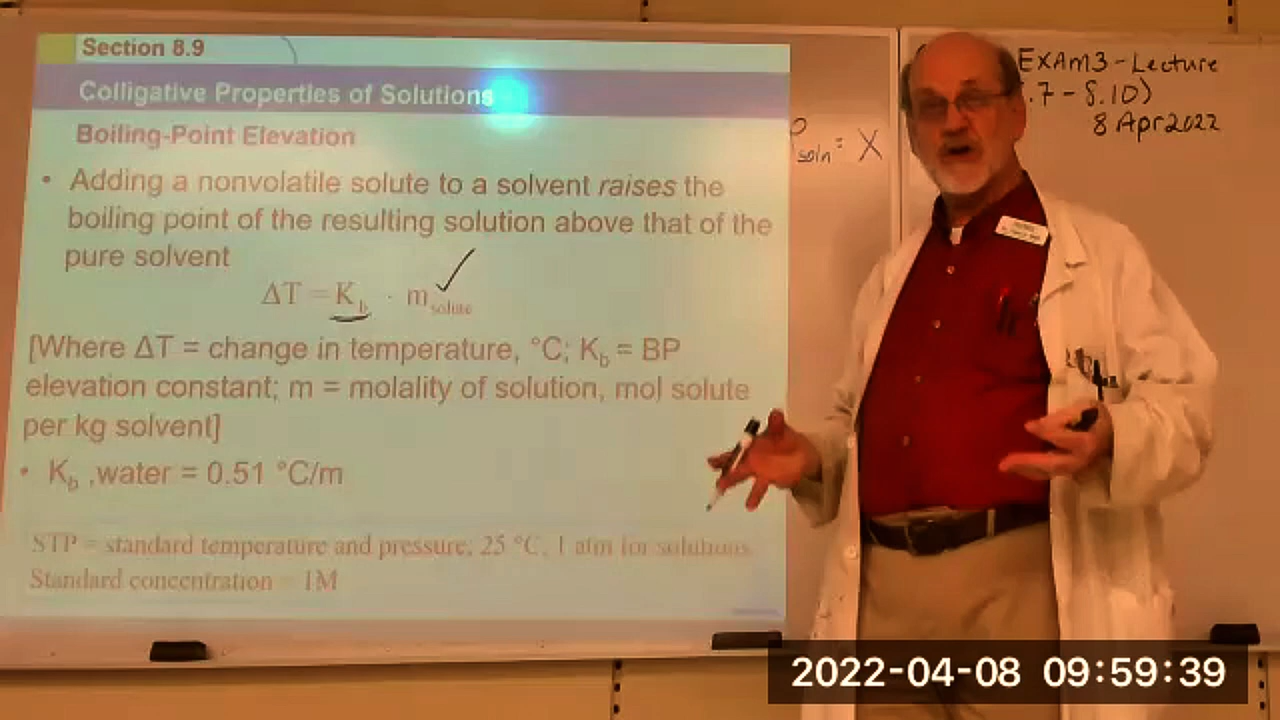 Section 8.9
Colligative Properties of Solutions
Boiling-Point Elevation
• Adding a nonvolatile solute to a solvent raises the
boiling point of the resulting solution above that of the
pure solvent
ΔT = K_b · m_solute
[Where ΔT = change in temperature, °C; K_b = BP
elevation constant; m = molality of solution, mol solute
per kg solvent]
• K_b ,water = 0.51 °C/m
STP = standard temperature and pressure, 25 °C, 1 atm for solutions
Standard concentration = 1M
P_soln = X
EXAM3 - Lecture
.7 - 8.10)
8 Apr 2022
2022-04-08 09:59:39